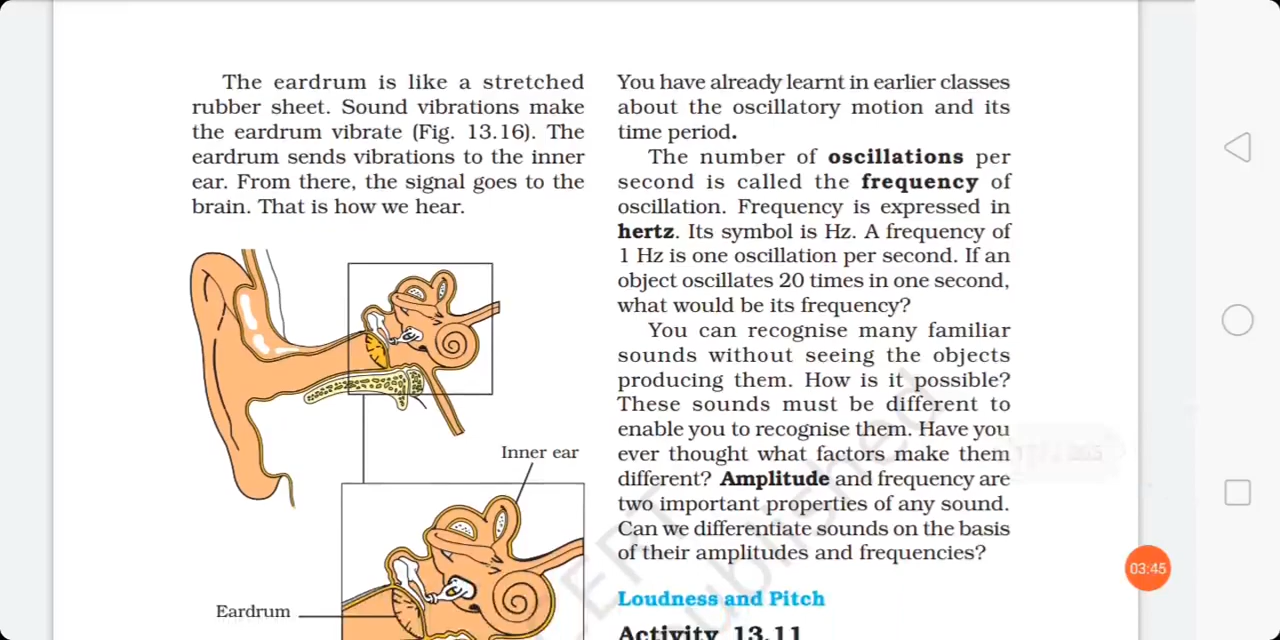 The eardrum is like a stretched
rubber sheet. Sound vibrations make
the eardrum vibrate (Fig. 13.16). The
eardrum sends vibrations to the inner
ear. From there, the signal goes to the
brain. That is how we hear.
Inner ear
Eardrum
You have already learnt in earlier classes
about the oscillatory motion and its
time period.
The number of oscillations per
second is called the frequency of
oscillation. Frequency is expressed in
hertz. Its symbol is Hz. A frequency of
1 Hz is one oscillation per second. If an
object oscillates 20 times in one second,
what would be its frequency?
You can recognise many familiar
sounds without seeing the objects
producing them. How is it possible?
These sounds must be different to
enable you to recognise them. Have you
ever thought what factors make them
different? Amplitude and frequency are
two important properties of any sound.
Can we differentiate sounds on the basis
of their amplitudes and frequencies?
Loudness and Pitch
Activity 13.11
03:45